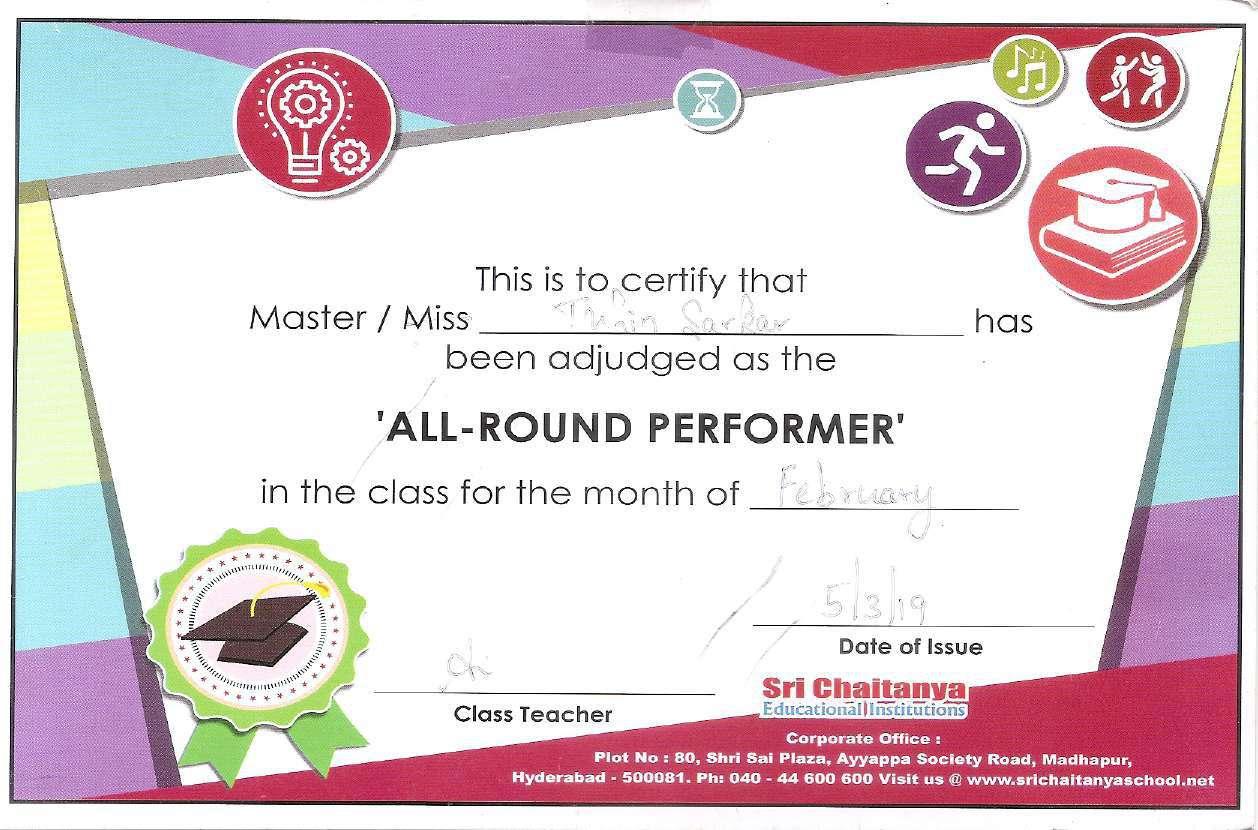 This is to certify that
Master / Miss Sarkar has
been adjudged as the
'ALL-ROUND PERFORMER'
in the class for the month of February
5/3/19
Date of Issue
Class Teacher
Sri Chaitanya
Educational Institutions
Corporate Office :
Plot No : 80, Shri Sai Plaza, Ayyappa Society Road, Madhapur,
Hyderabad - 500081. Ph: 040 - 44 600 600 Visit us @ www.srichaitanyaschool.net